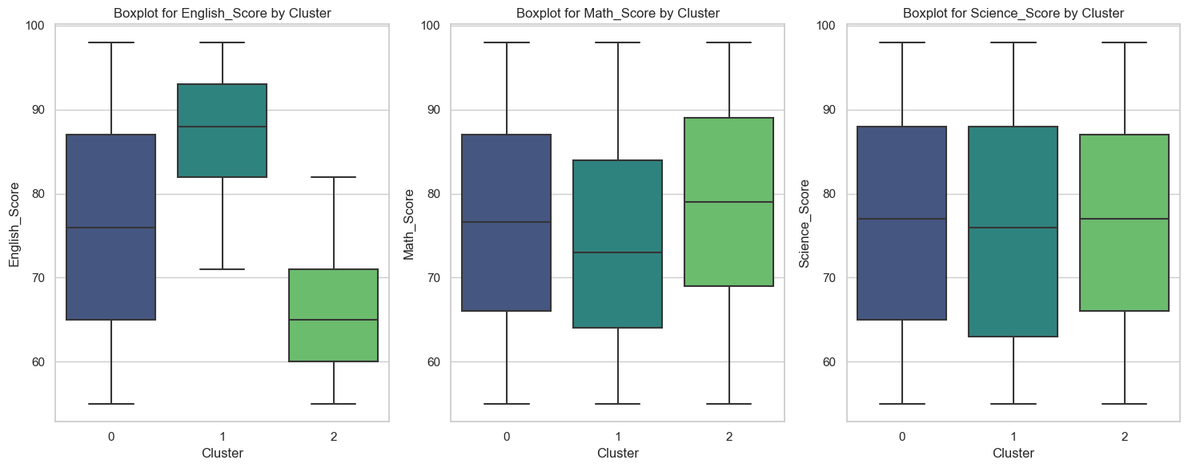 Boxplot for English_Score by Cluster
100
90
80
70
60
English_Score
0 1 2
Cluster
Boxplot for Math_Score by Cluster
100
90
80
70
60
Math_Score
0 1 2
Cluster
Boxplot for Science_Score by Cluster
100
90
80
70
60
Science_Score
0 1 2
Cluster